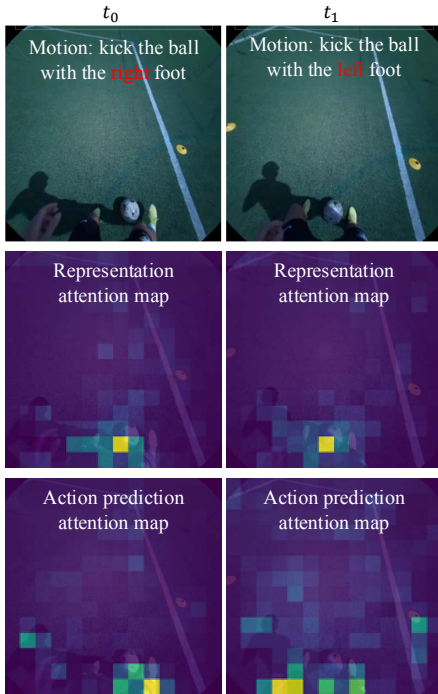 t₀
t₁
Motion: kick the ball
with the right foot
Motion: kick the ball
with the left foot
Representation
attention map
Representation
attention map
Action prediction
attention map
Action prediction
attention map